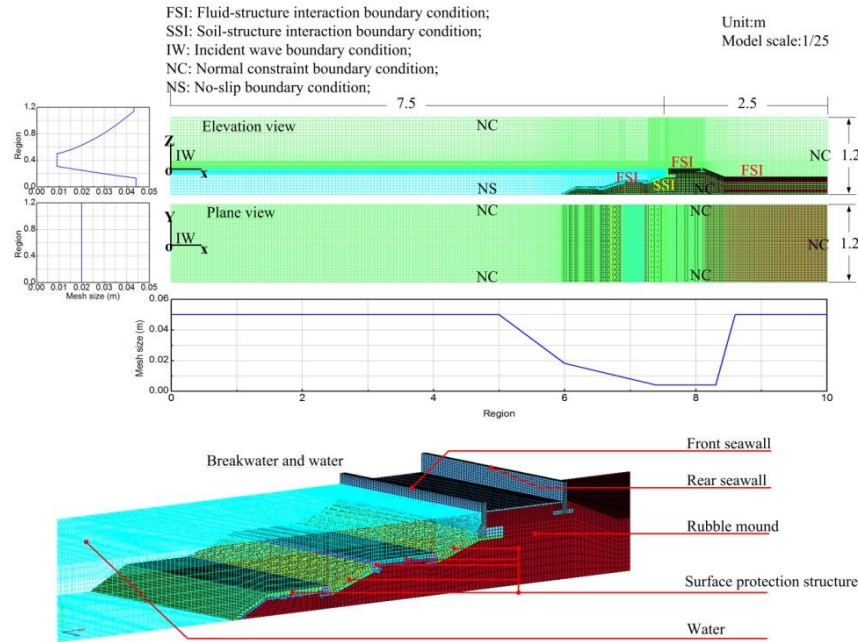 FSI: Fluid-structure interaction boundary condition;
SSI: Soil-structure interaction boundary condition;
IW: Incident wave boundary condition;
NC: Normal constraint boundary condition;
NS: No-slip boundary condition;
Unit:m
Model scale:1/25
7.5
2.5
1.2
0.8
0.4
0.0
Region
0.00 0.01 0.02 0.03 0.04 0.05
Elevation view
Z
IW
o
x
NC
NS
FSI
SSI
FSI
NC
FSI
NC
1.2
1.2
0.8
0.4
0.0
Region
0.00 0.01 0.02 0.03 0.04 0.05
Mesh size (m)
Plane view
Y
IW
o
x
NC
NC
NC
NC
NC
1.2
0.06
0.04
0.02
0.00
Mesh size (m)
0 2 4 6 8 10
Region
Breakwater and water
Front seawall
Rear seawall
Rubble mound
Surface protection structure
Water